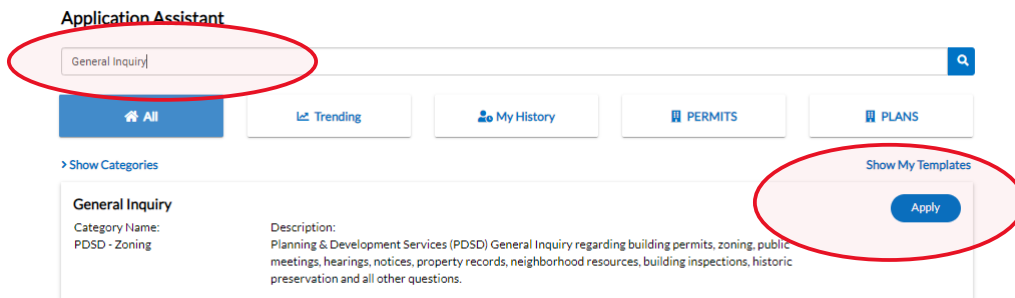 Application Assistant
General Inquiry
All
Trending
My History
PERMITS
PLANS
Show Categories
Show My Templates
General Inquiry
Apply
Category Name:
Description:
PDSD - Zoning
Planning & Development Services (PDSD) General Inquiry regarding building permits, zoning, public
meetings, hearings, notices, property records, neighborhood resources, building inspections, historic
preservation and all other questions.